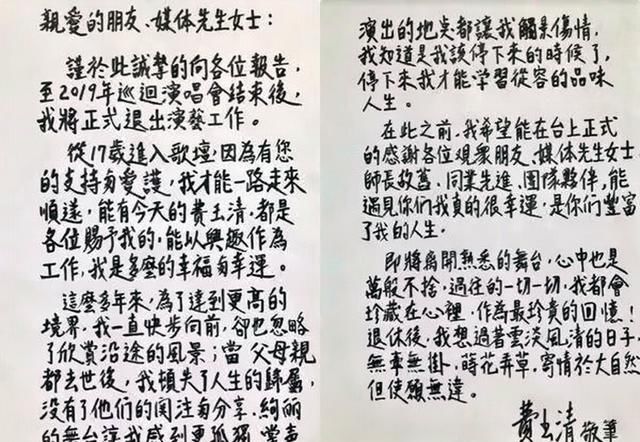 親愛的朋友、媒体先生女士:
謹於此誠摯的向各位報告,
至2019年巡迴演唱會結束後,
我將正式退出演藝工作。
從17歲進入歌壇,因為有您
的支持與愛護,我才能一路走來
順遂,能有今天的費玉清,都是
各位賜予我的,能以興趣作為
工作,我是多麼的幸福與幸運。
這麼多年來,為了達到更高的
境界,我一直快步向前,卻也忽略
了欣賞沿途的風景;當父母親
都去世後,我頓失了人生的歸屬,
沒有了他們的関注與分享,絢麗
的舞台讓我感到更孤獨,掌声
演出的地点都讓我觸景傷情,
我知道是我該停下來的時候了,
停下來我才能学習從容的品味
人生。
在此之前,我希望能在台上正式
的感謝各位观眾朋友、媒体先生女士
師長故舊、同業先進、團隊夥伴,能
遇見你們我真的很幸運,是你們豐富
了我的人生。
即將離開熟悉的舞台,心中也是
萬般不捨,過往的一切一切,我都會
珍藏在心裡,作為最珍貴的回憶!
退休後,我想過著雲淡風清的日子,
無事無掛,蒔花弄草,寄情於大自然
但使願無違。
費玉清 敬筆